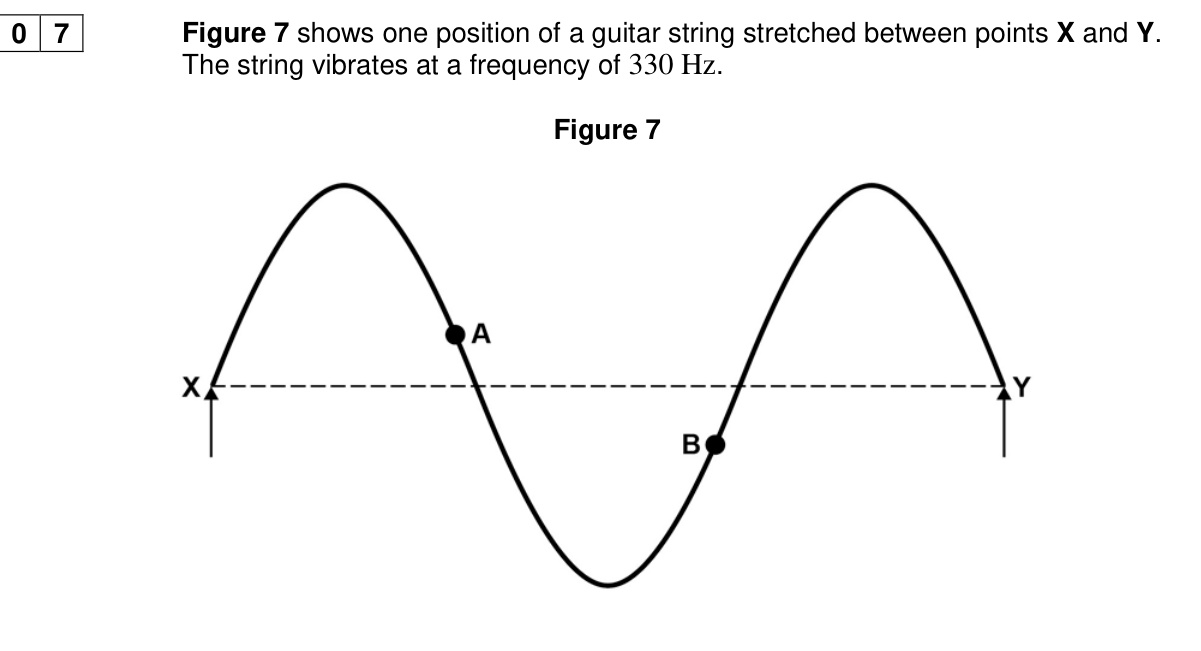 0 7 Figure 7 shows one position of a guitar string stretched between points X and Y.
The string vibrates at a frequency of 330 Hz.
Figure 7
A
X Y
B